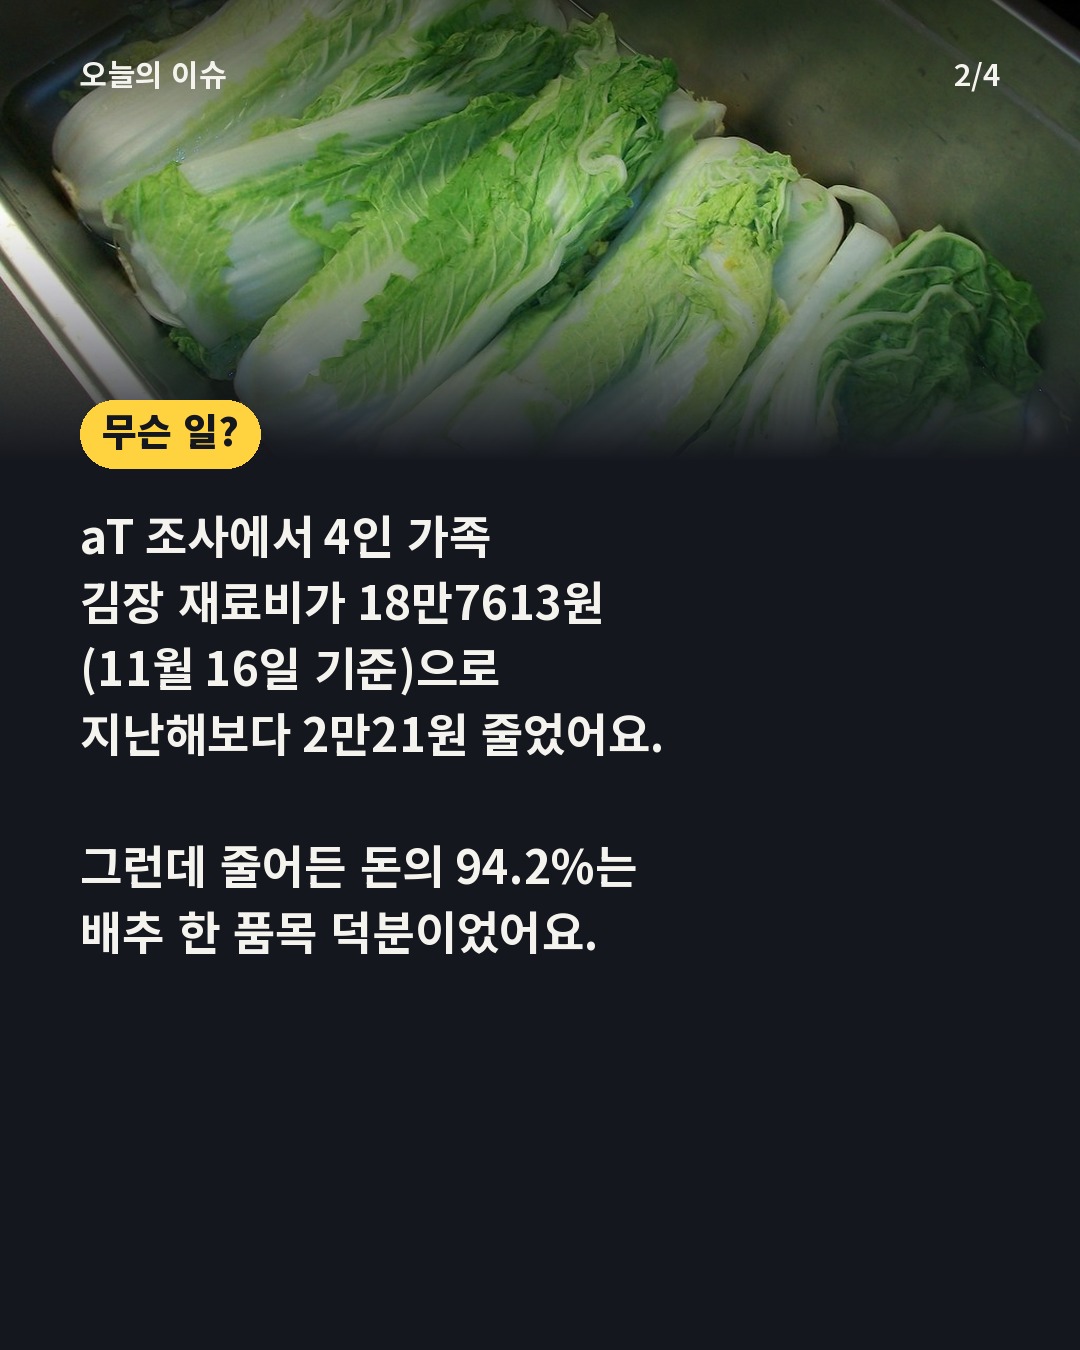 오늘의 이슈
2/4
무슨 일?
aT 조사에서 4인 가족
김장 재료비가 18만7613원
(11월 16일 기준)으로
지난해보다 2만21원 줄었어요.
그런데 줄어든 돈의 94.2%는
배추 한 품목 덕분이었어요.